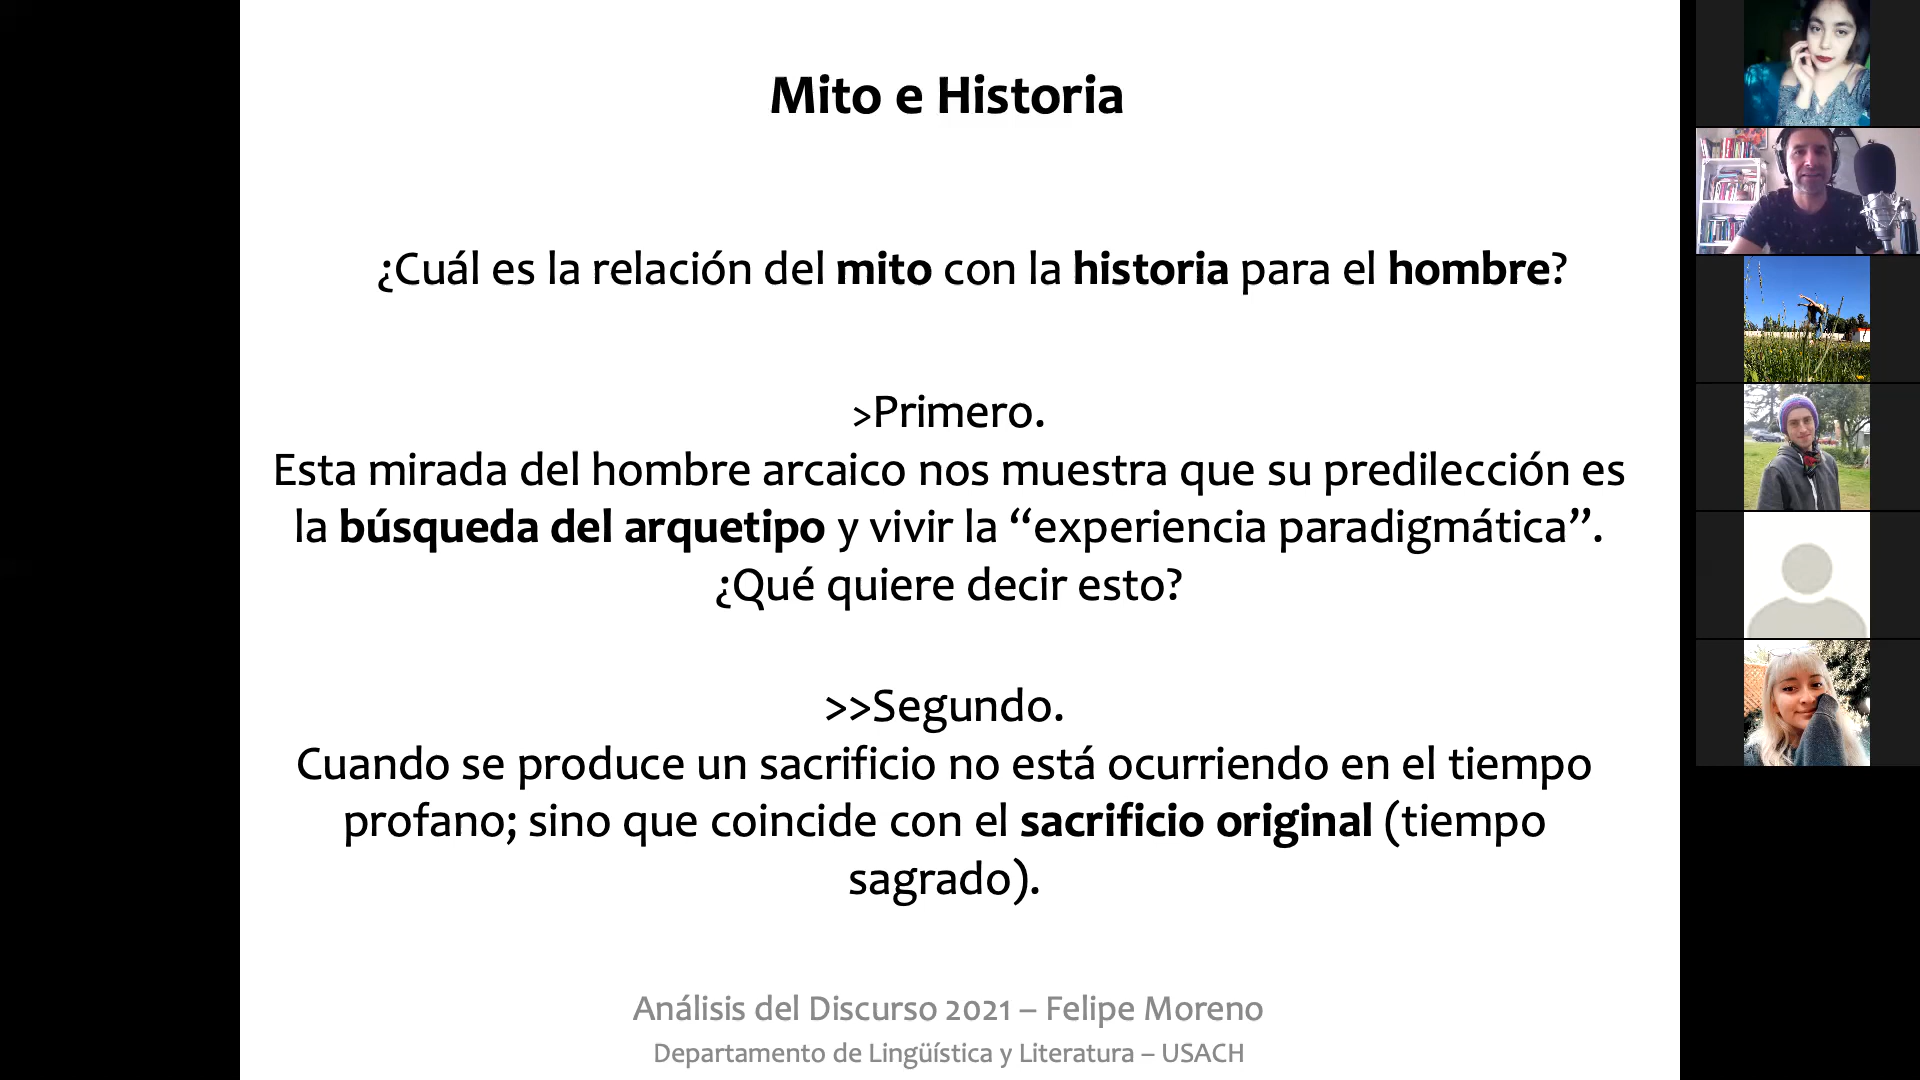 Mito e Historia
¿Cuál es la relación del mito con la historia para el hombre?
>Primero.
Esta mirada del hombre arcaico nos muestra que su predilección es
la búsqueda del arquetipo y vivir la “experiencia paradigmática”.
¿Qué quiere decir esto?
>>Segundo.
Cuando se produce un sacrificio no está ocurriendo en el tiempo
profano; sino que coincide con el sacrificio original (tiempo
sagrado).
Análisis del Discurso 2021 – Felipe Moreno
Departamento de Lingüística y Literatura – USACH